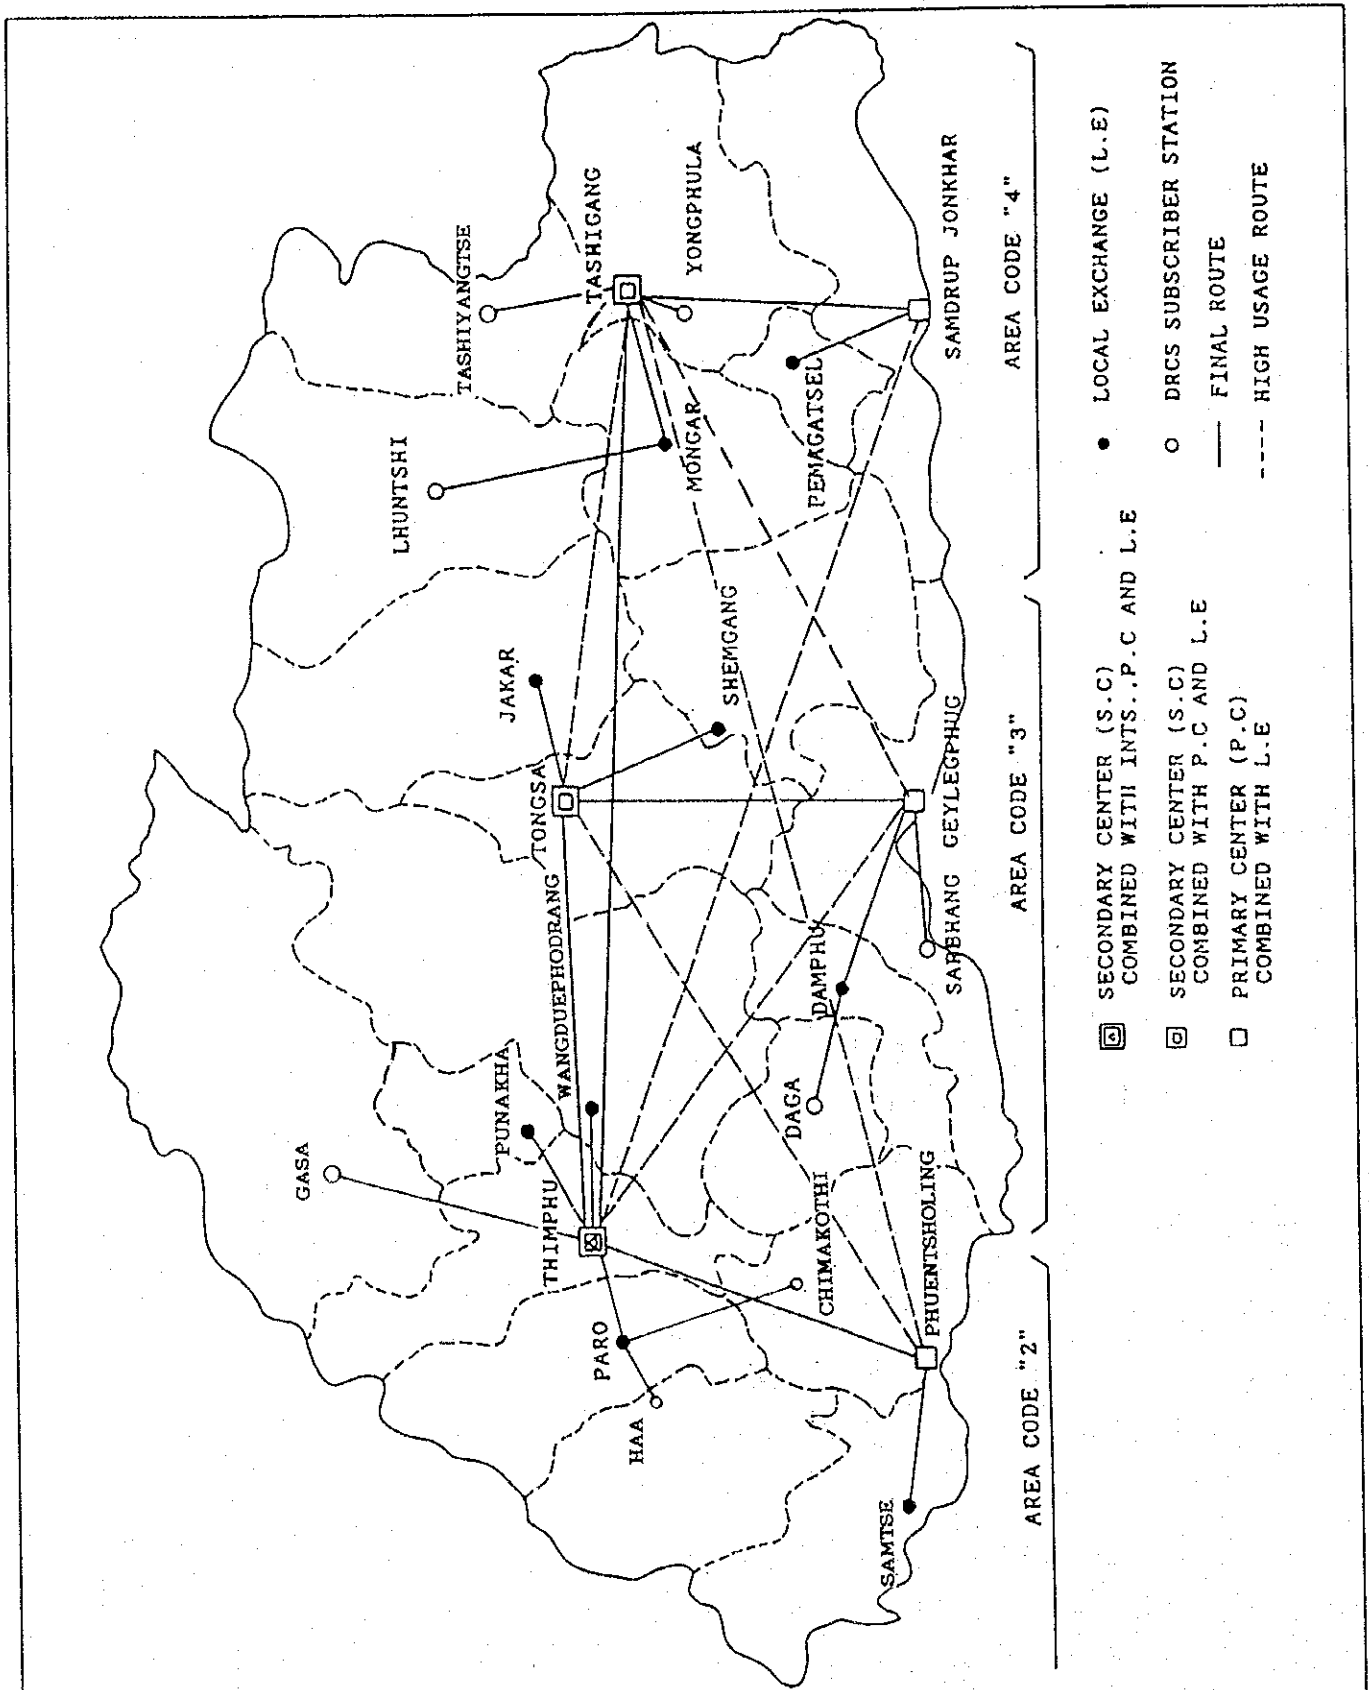 GASA
PUNAKHA
WANGDUEPHODRANG
THIMPHU
PARO
HAA
CHIMAKOTHI
PHUENTSHOLING
SAMTSE
DAGA
DAMPHU
SARBHANG
GEYLEGPHUG
TONGSA
JAKAR
SHEMGANG
LHUNTSHI
MONGAR
TASHIYANGTSE
TASHIGANG
YONGPHULA
PEMAGATSEL
SAMDRUP JONKHAR
AREA CODE "2"
AREA CODE "3"
AREA CODE "4"
SECONDARY CENTER (S.C)
COMBINED WITH INTS..P.C AND L.E
SECONDARY CENTER (S.C)
COMBINED WITH P.C AND L.E
PRIMARY CENTER (P.C)
COMBINED WITH L.E
LOCAL EXCHANGE (L.E)
DRCS SUBSCRIBER STATION
FINAL ROUTE
HIGH USAGE ROUTE